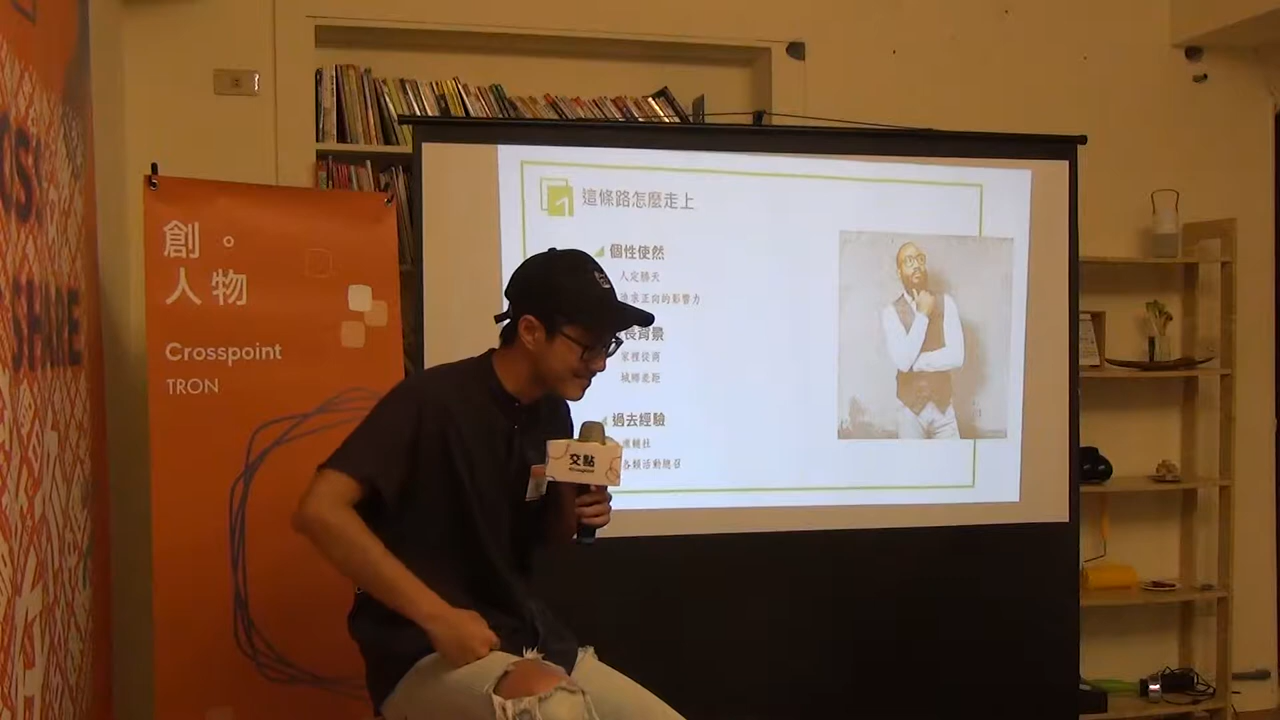 創。
人物
Crosspoint
TRON
SHARE
這條路怎麼走上
個性使然
人定勝天
追求正向的影響力
長背景
家裡從商
城鄉差距
過去經驗
各類活動總召
交點